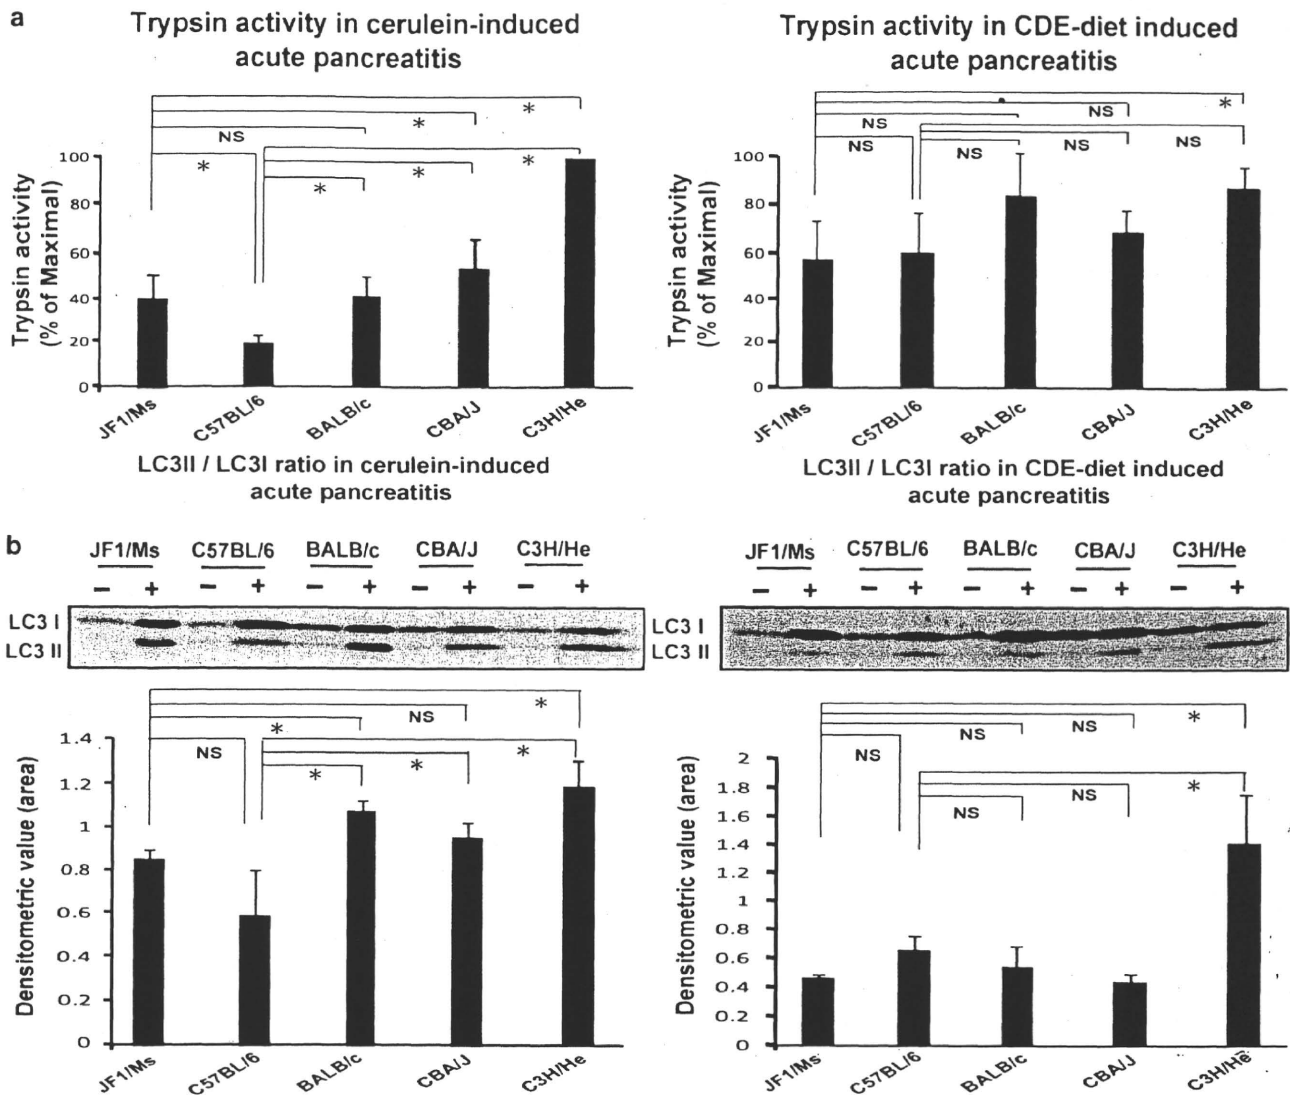 a
Trypsin activity in cerulein-induced
acute pancreatitis
*
*
NS
*
*
*
*
100
80
60
40
20
0
Trypsin activity
(% of Maximal)
JF1/Ms
C57BL/6
BALB/c
CBA/J
C3H/He
Trypsin activity in CDE-diet induced
acute pancreatitis
*
NS
NS
NS
NS
NS
NS
100
80
60
40
20
0
Trypsin activity
(% of Maximal)
JF1/Ms
C57BL/6
BALB/c
CBA/J
C3H/He
b
LC3II / LC3I ratio in cerulein-induced
acute pancreatitis
JF1/Ms C57BL/6 BALB/c CBA/J C3H/He
− + − + − + − + − +
LC3 I
LC3 II
*
NS
*
NS
*
*
*
1.4
1.2
1
0.8
0.6
0.4
0.2
0
Densitometric value (area)
JF1/Ms
C57BL/6
BALB/c
CBA/J
C3H/He
LC3II / LC3I ratio in CDE-diet induced
acute pancreatitis
JF1/Ms C57BL/6 BALB/c CBA/J C3H/He
− + − + − + − + − +
LC3 I
LC3 II
*
NS
NS
NS
*
NS
NS
2
1.8
1.6
1.4
1.2
1
0.8
0.6
0.4
0.2
0
Densitometric value (area)
JF1/Ms
C57BL/6
BALB/c
CBA/J
C3H/He